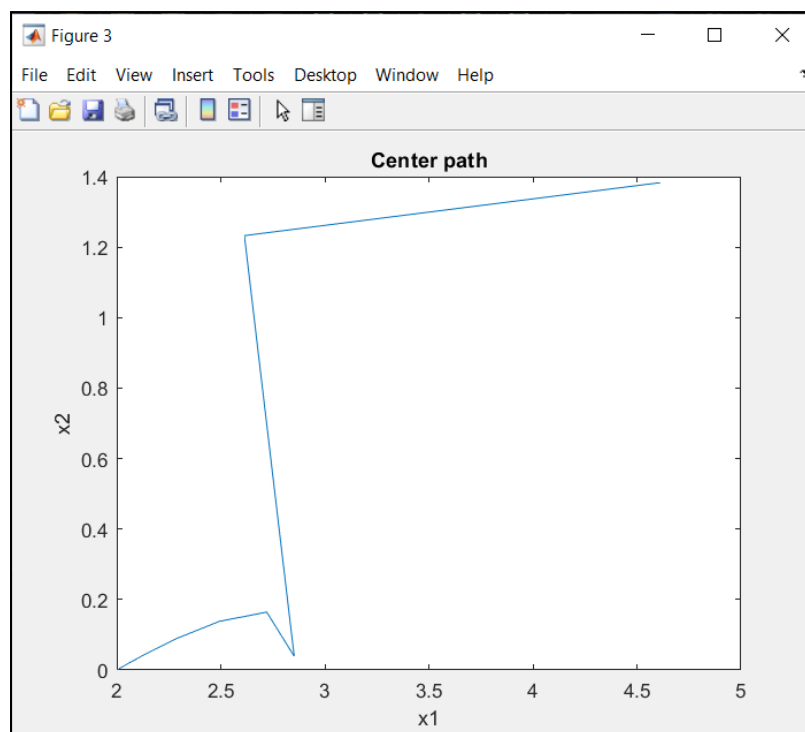 Figure 3
File Edit View Insert Tools Desktop Window Help
Center path
1.4
1.2
1
0.8
0.6
0.4
0.2
0
x2
2 2.5 3 3.5 4 4.5 5
x1